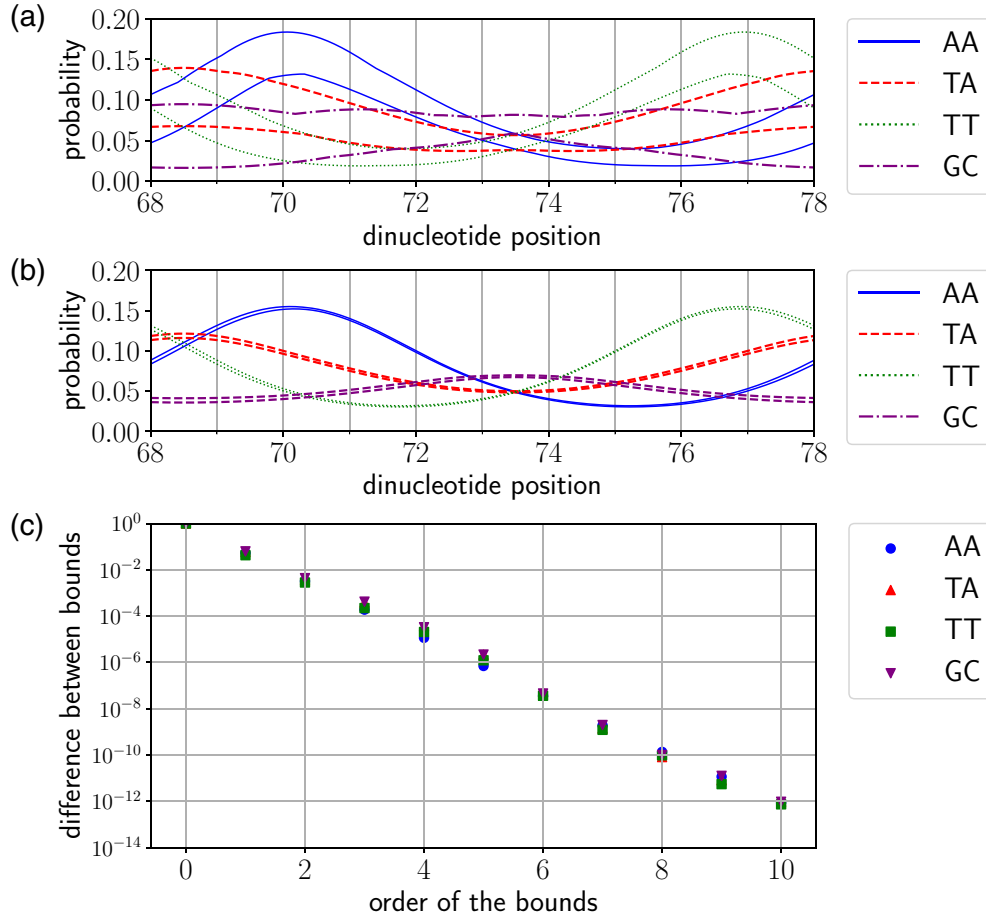 (a)
0.20
0.15
0.10
0.05
0.00
probability
68 70 72 74 76 78
dinucleotide position
AA
TA
TT
GC
(b)
0.20
0.15
0.10
0.05
0.00
probability
68 70 72 74 76 78
dinucleotide position
AA
TA
TT
GC
(c)
10^0
10^-2
10^-4
10^-6
10^-8
10^-10
10^-12
10^-14
difference between bounds
0 2 4 6 8 10
order of the bounds
AA
TA
TT
GC